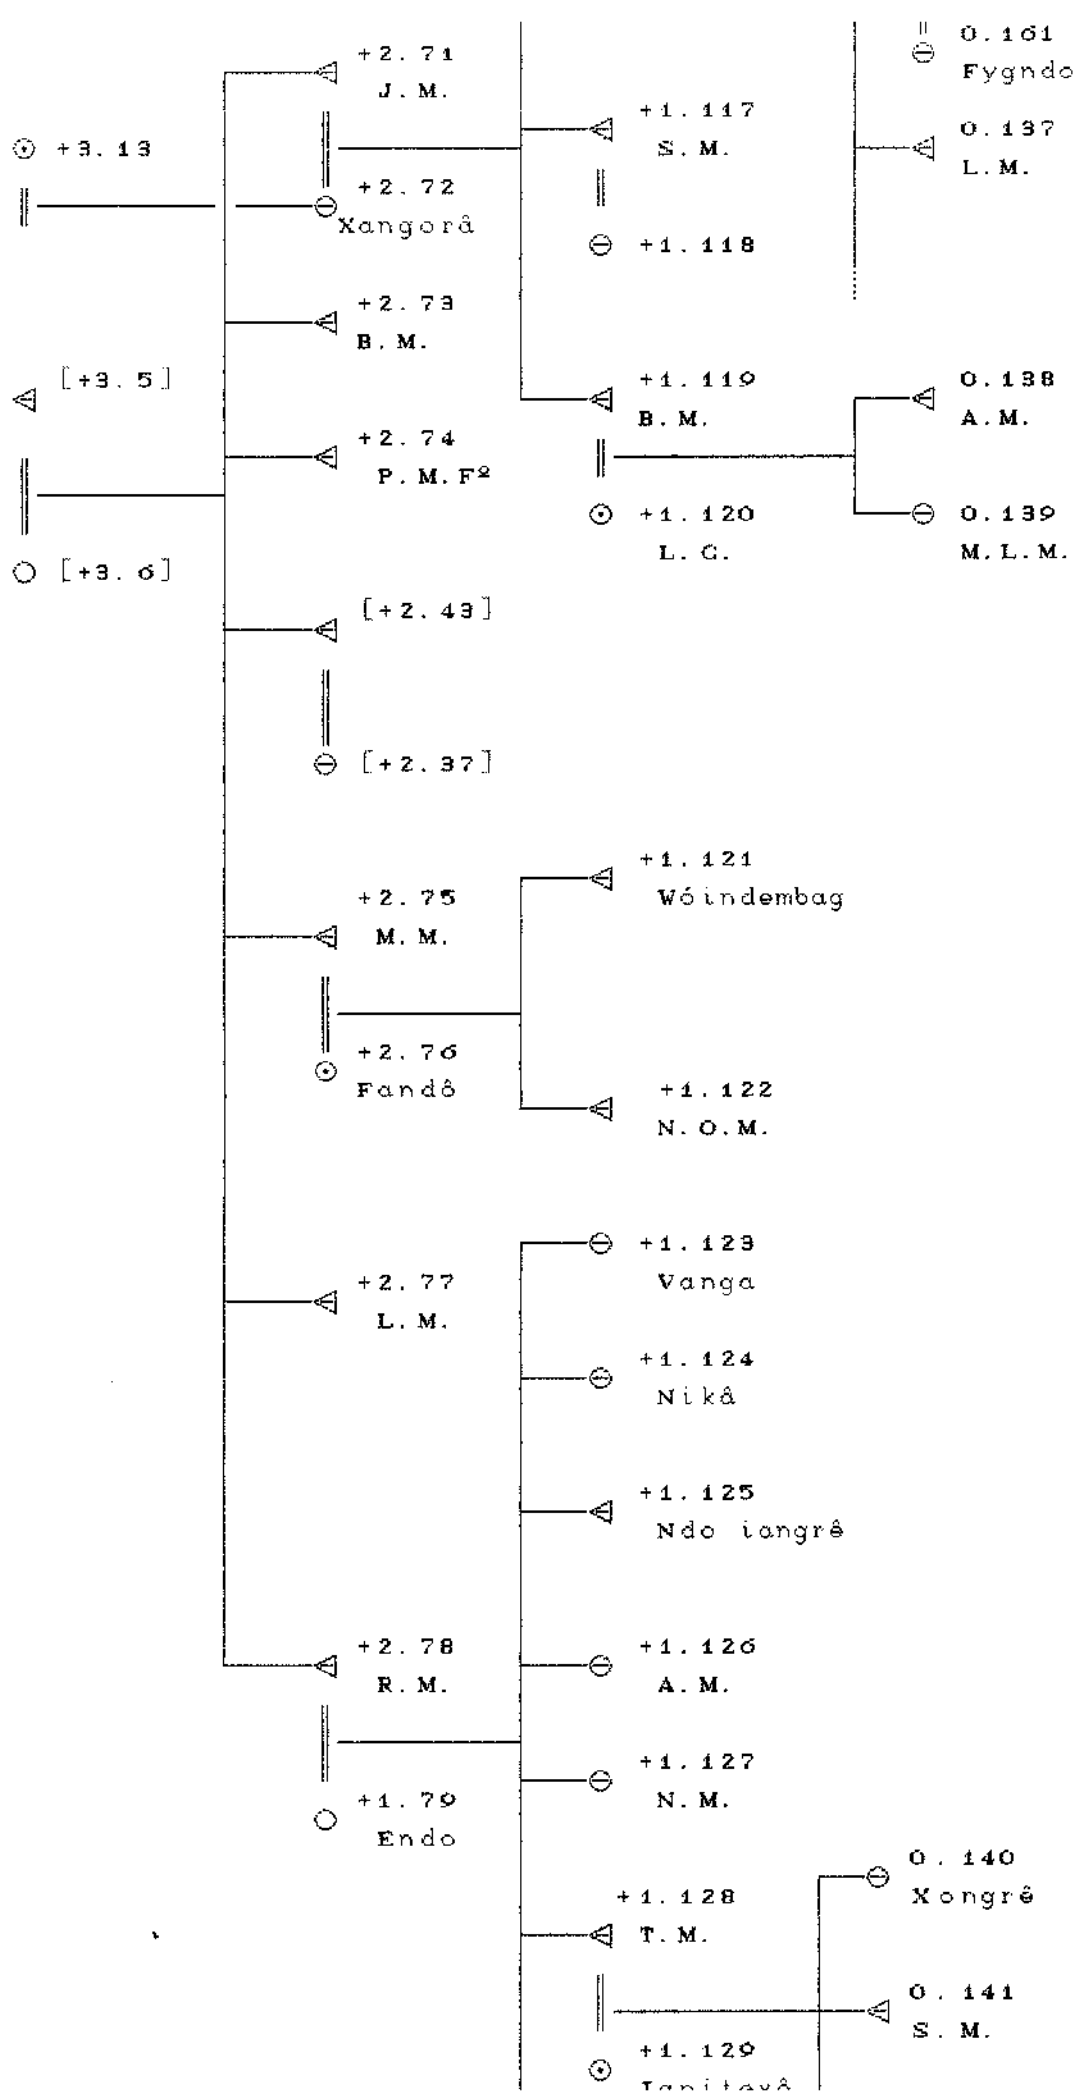 +2.71
J.M.
+3.13
+2.72
Xangorâ
+2.73
B.M.
[+3.5]
+2.74
P.M.Fº
[+3.6]
[+2.43]
[+2.37]
+2.75
M.M.
+2.76
Fandô
+2.77
L.M.
+2.78
R.M.
+1.79
Endo
+1.117
S.M.
+1.118
+1.119
B.M.
+1.120
L.G.
+1.121
Wóindembag
+1.122
N.O.M.
+1.123
Vanga
+1.124
Nikâ
+1.125
Ndo iangrê
+1.126
A.M.
+1.127
N.M.
+1.128
T.M.
+1.129
0.161
Fygndo
0.137
L.M.
0.138
A.M.
0.139
M.L.M.
0.140
Xongrê
0.141
S.M.